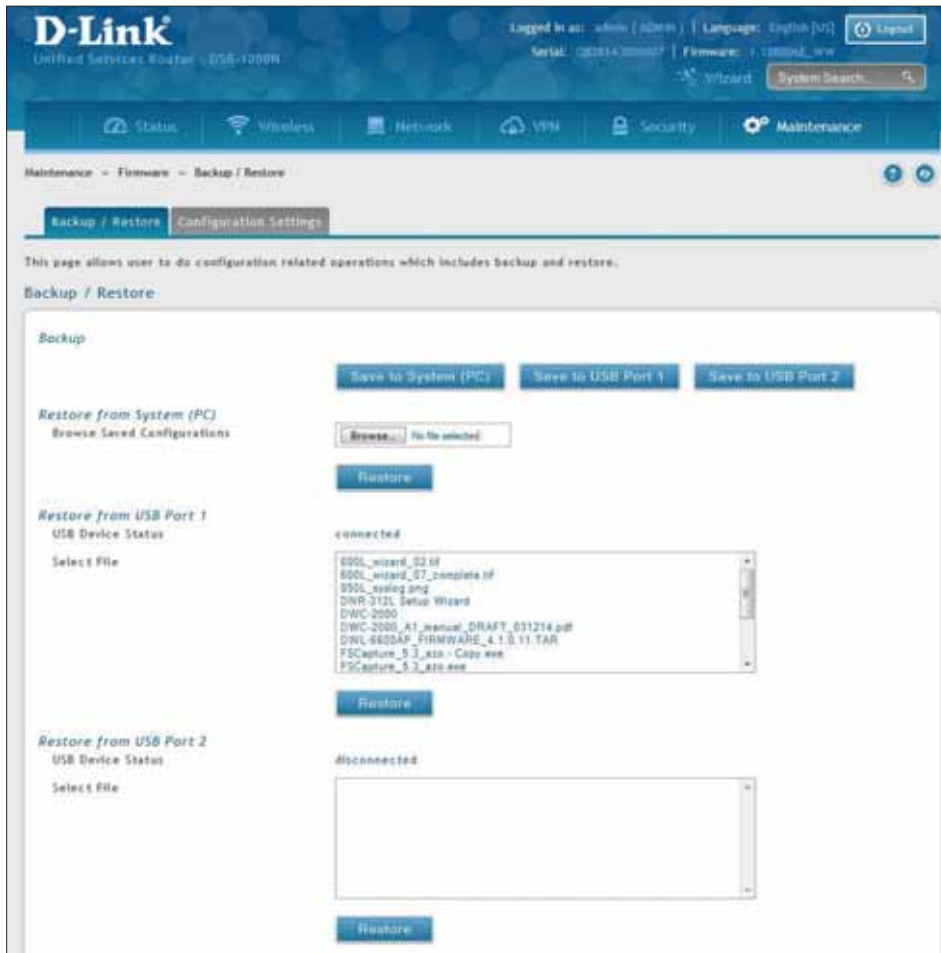 D-Link
Unified Services Router - DSR-1000N
Logged in as: admin ( ADMIN ) | Language: English [US]
Logout
Serial: | Firmware:
Wizard
System Search..
Status
Wireless
Network
VPN
Security
Maintenance
Maintenance » Firmware » Backup / Restore
Backup / Restore
Configuration Settings
This page allows user to do configuration related operations which includes backup and restore.
Backup / Restore
Backup
Save to System (PC)
Save to USB Port 1
Save to USB Port 2
Restore from System (PC)
Browse Saved Configurations
Browse... No file selected.
Restore
Restore from USB Port 1
USB Device Status
connected
Select File
600L_wizard_02.tif
600L_wizard_07_complete.tif
850L_syslog.png
DNR-312L Setup Wizard
DWC-2000
DWC-2000_A1_manual_DRAFT_031214.pdf
DWL-6600AP_FIRMWARE_4.1.0.11.TAR
FSCapture_5.3_azo - Copy.exe
FSCapture_5.3_azo.exe
Restore
Restore from USB Port 2
USB Device Status
disconnected
Select File
Restore